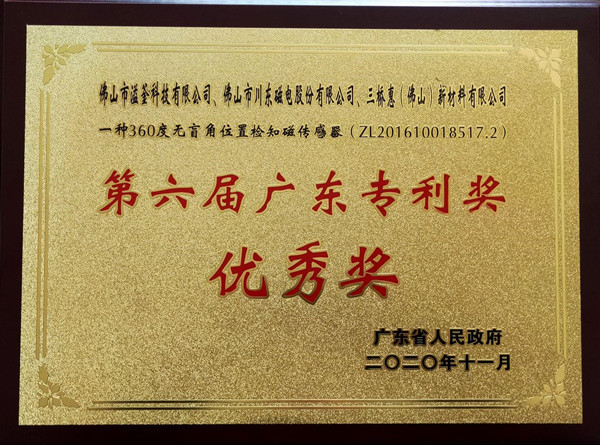 佛山市溢釜科技有限公司、佛山市川东磁电股份有限公司、三桥惠（佛山）新材料有限公司
一种360度无盲角位置检知磁传感器（ZL201610018517.2）
第六届广东专利奖
优秀奖
广东省人民政府
二〇二〇年十一月